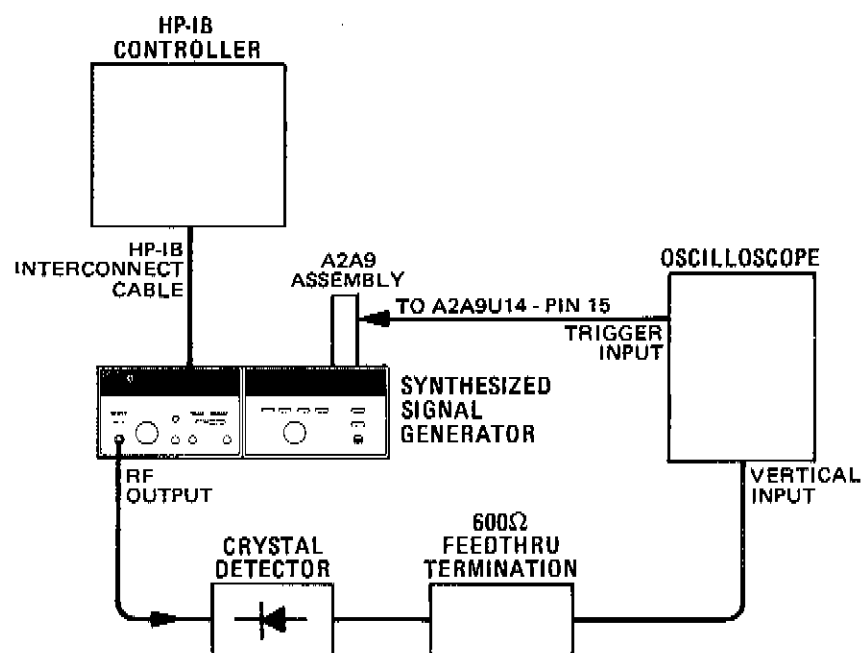 HP-IB
CONTROLLER
HP-IB
INTERCONNECT
CABLE
A2A9
ASSEMBLY
OSCILLOSCOPE
TO A2A9U14 - PIN 15
TRIGGER
INPUT
SYNTHESIZED
SIGNAL
GENERATOR
RF
OUTPUT
VERTICAL
INPUT
CRYSTAL
DETECTOR
600Ω
FEEDTHRU
TERMINATION